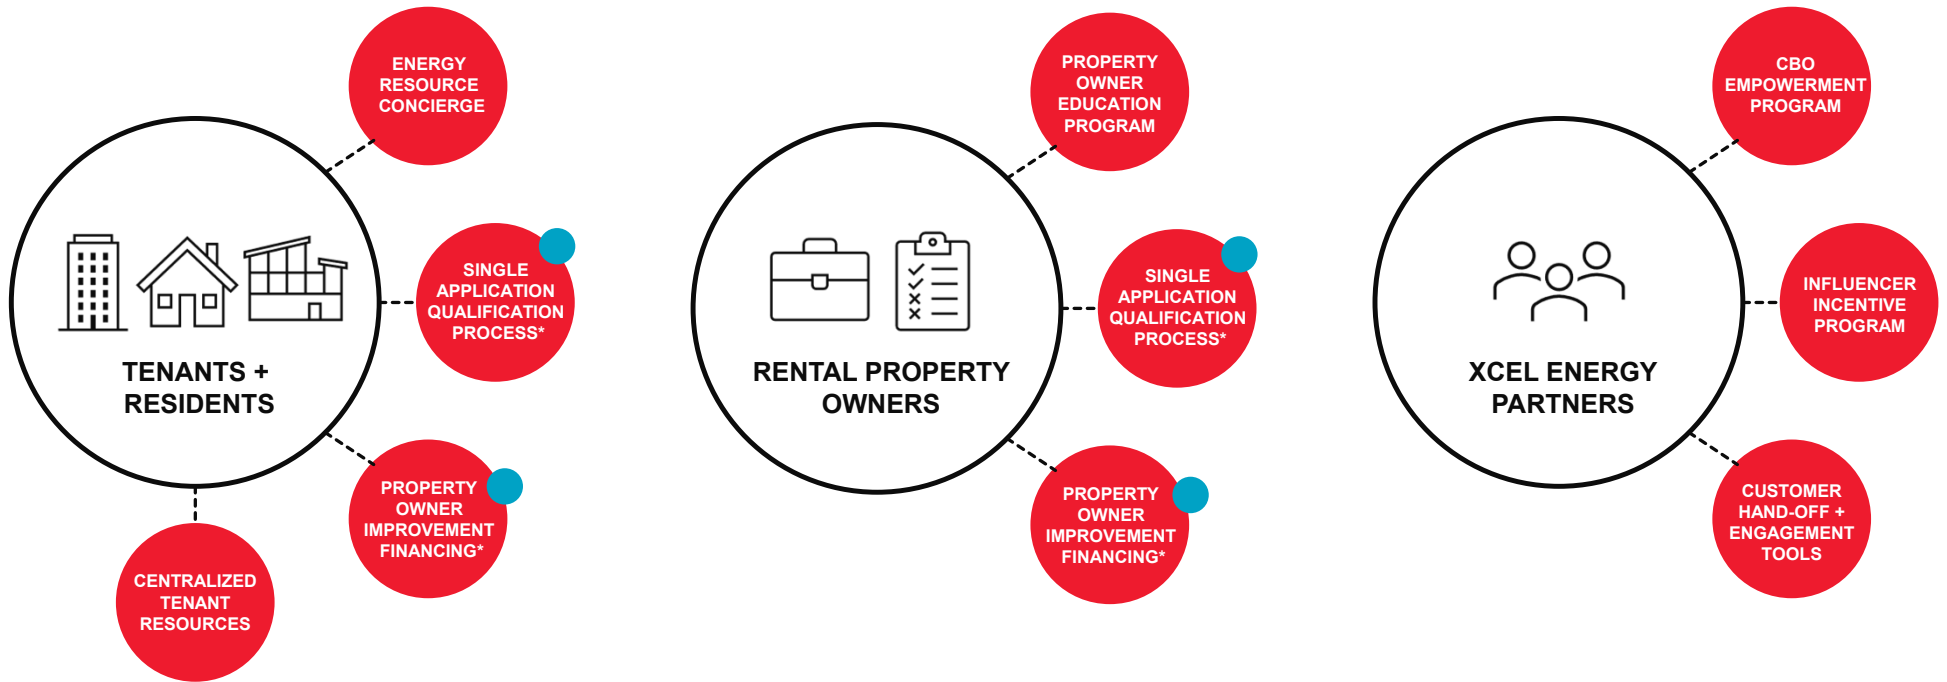 ENERGY
RESOURCE
CONCIERGE
SINGLE
APPLICATION
QUALIFICATION
PROCESS*
TENANTS +
RESIDENTS
PROPERTY
OWNER
IMPROVEMENT
FINANCING*
CENTRALIZED
TENANT
RESOURCES
PROPERTY
OWNER
EDUCATION
PROGRAM
SINGLE
APPLICATION
QUALIFICATION
PROCESS*
RENTAL PROPERTY
OWNERS
PROPERTY
OWNER
IMPROVEMENT
FINANCING*
CBO
EMPOWERMENT
PROGRAM
INFLUENCER
INCENTIVE
PROGRAM
XCEL ENERGY
PARTNERS
CUSTOMER
HAND-OFF +
ENGAGEMENT
TOOLS